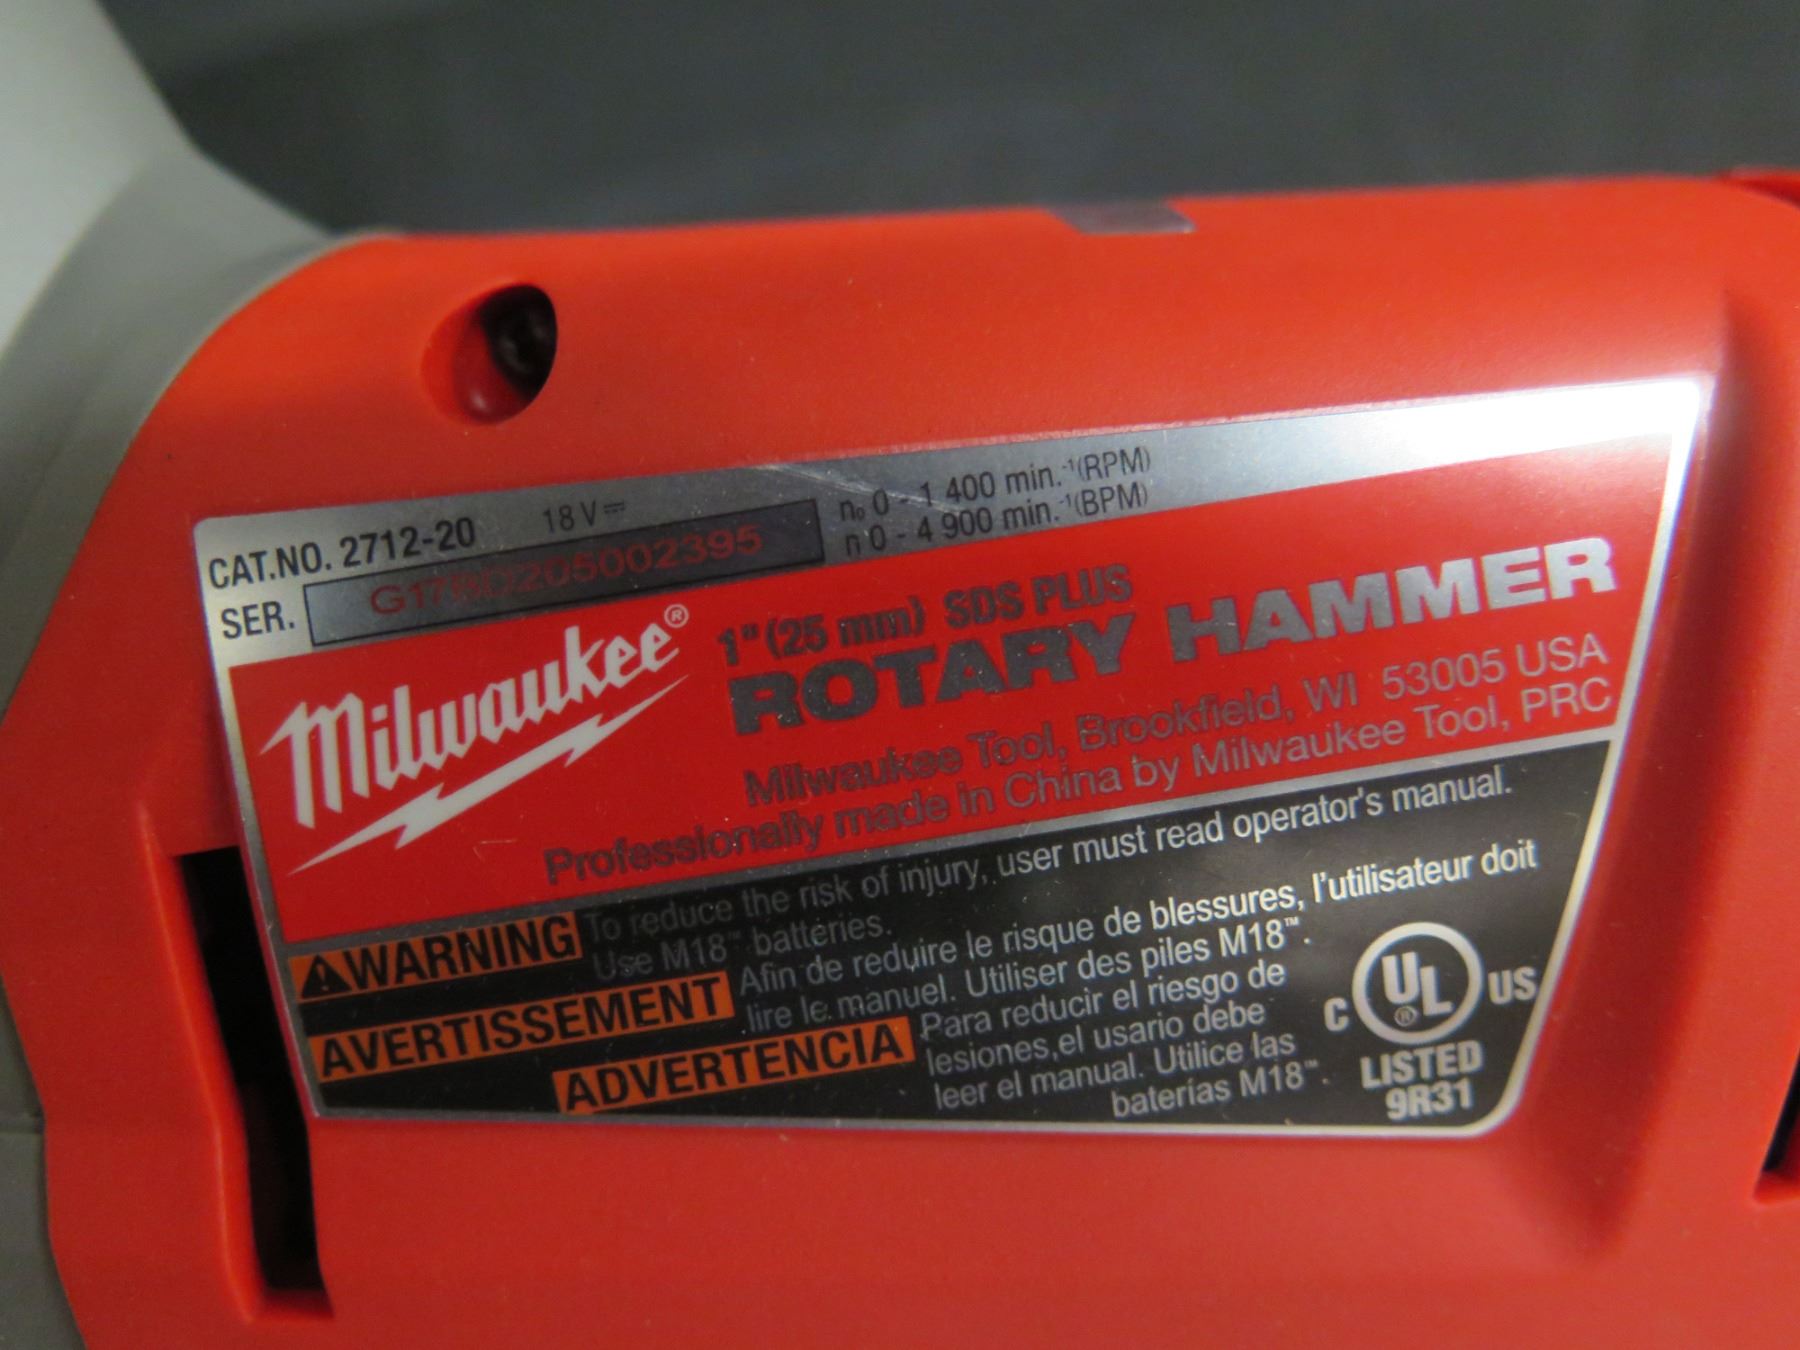 CAT.NO. 2712-20 18 V⎓ n₀ 0 - 1 400 min.⁻¹(RPM)
SER. G17BD205002395 n 0 - 4 900 min.⁻¹(BPM)
Milwaukee®
1" (25 mm) SDS PLUS
ROTARY HAMMER
Milwaukee Tool, Brookfield, WI 53005 USA
Professionally made in China by Milwaukee Tool, PRC
WARNING To reduce the risk of injury, user must read operator's manual.
Use M18™ batteries.
AVERTISSEMENT Afin de reduire le risque de blessures, l'utilisateur doit
lire le manuel. Utiliser des piles M18™.
ADVERTENCIA Para reducir el riesgo de
lesiones,el usario debe
leer el manual. Utilice las
baterias M18™.
C UL® US
LISTED
9R31